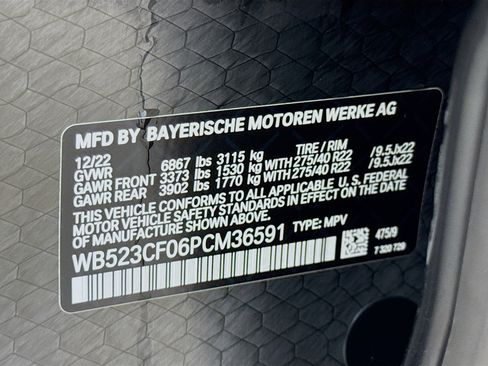 MFD BY BAYERISCHE MOTOREN WERKE AG
12/22 TIRE / RIM
GVWR 6867 lbs 3115 kg
GAWR FRONT 3373 lbs 1530 kg WITH 275/40 R22 /9.5Jx22
GAWR REAR 3902 lbs 1770 kg WITH 275/40 R22 /9.5Jx22
THIS VEHICLE CONFORMS TO ALL APPLICABLE U.S. FEDERAL
MOTOR VEHICLE SAFETY STANDARDS IN EFFECT ON THE DATE
OF MANUFACTURE SHOWN ABOVE.
WB523CF06PCM36591 TYPE: MPV
475/9
7 320 729